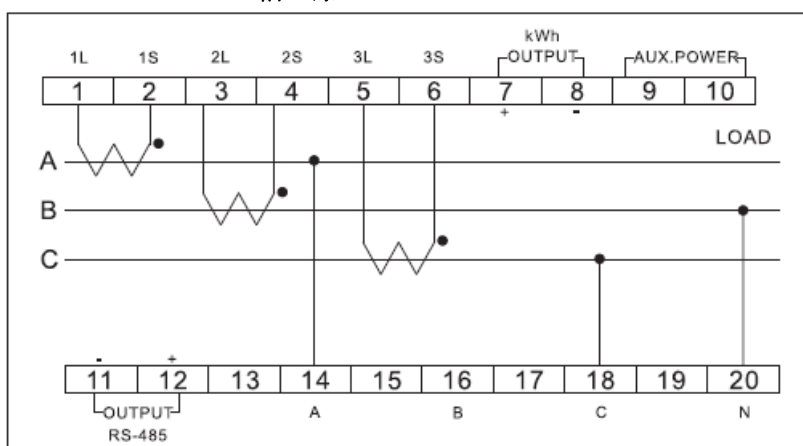 kWh
1L 1S 2L 2S 3L 3S OUTPUT AUX.POWER
1 2 3 4 5 6 7 8 9 10
+ -
LOAD
A
B
C
- +
11 12 13 14 15 16 17 18 19 20
OUTPUT A B C N
RS-485